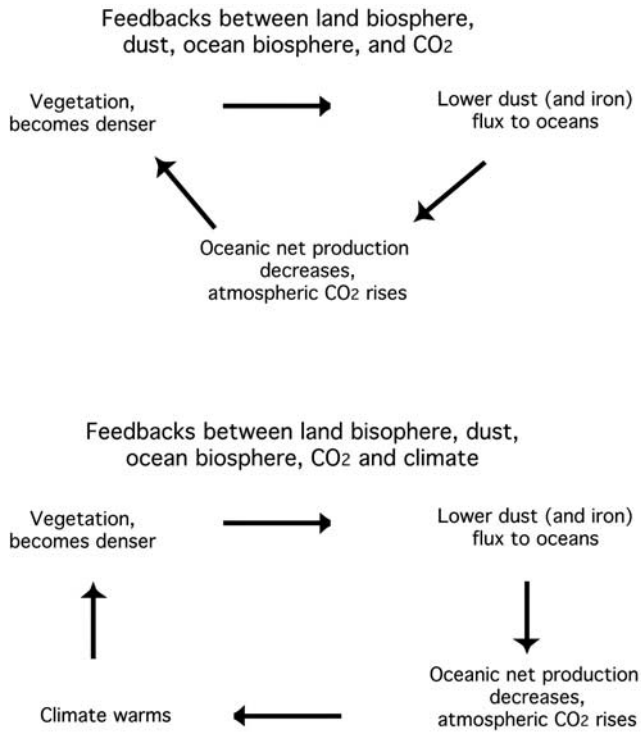 Feedbacks between land biosphere,
dust, ocean biosphere, and CO2
Vegetation,
becomes denser
Lower dust (and iron)
flux to oceans
Oceanic net production
decreases,
atmospheric CO2 rises
Feedbacks between land bisophere, dust,
ocean biosphere, CO2 and climate
Vegetation,
becomes denser
Lower dust (and iron)
flux to oceans
Climate warms
Oceanic net production
decreases,
atmospheric CO2 rises